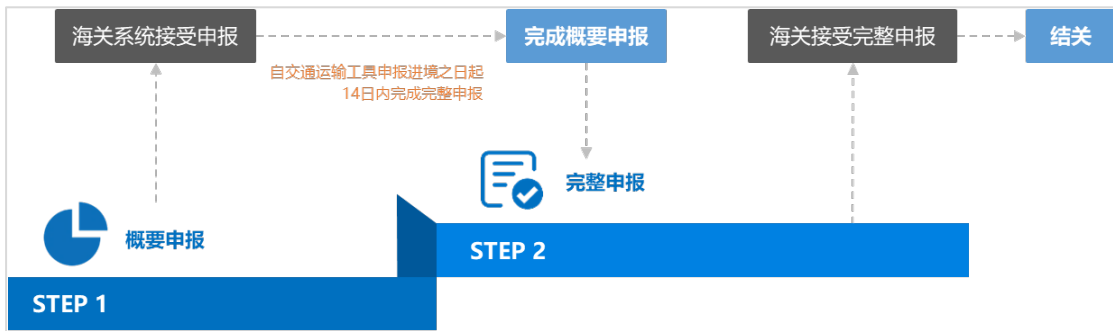 海关系统接受申报
完成概要申报
海关接受完整申报
结关
自交通运输工具申报进境之日起
14日内完成完整申报
完整申报
概要申报
STEP 2
STEP 1